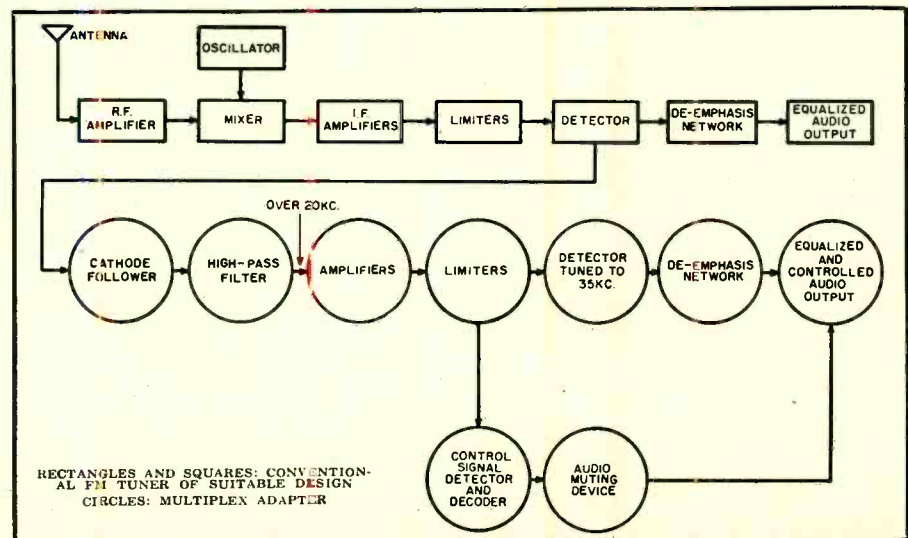 ANTENNA
OSCILLATOR
R.F.
AMPLIFIER
MIXER
I.F.
AMPLIFIERS
LIMITERS
DETECTOR
DE-EMPHASIS
NETWORK
EQUALIZED
AUDIO
OUTPUT
OVER 20KC.
CATHODE
FOLLOWER
HIGH-PASS
FILTER
AMPLIFIERS
LIMITERS
DETECTOR
TUNED TO
35KC.
DE-EMPHASIS
NETWORK
EQUALIZED
AND
CONTROLLED
AUDIO
OUTPUT
CONTROL
SIGNAL
DETECTOR
AND
DECODER
AUDIO
MUTING
DEVICE
RECTANGLES AND SQUARES: CONVENTION-
AL FM TUNER OF SUITABLE DESIGN
CIRCLES: MULTIPLEX ADAPTER